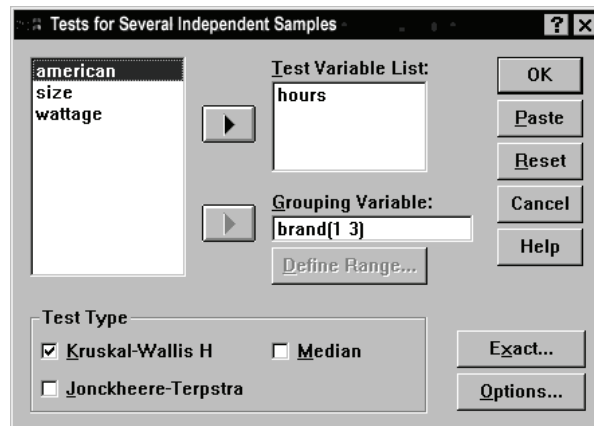 Tests for Several Independent Samples
american
size
wattage
Test Variable List:
hours
Grouping Variable:
brand(1 3)
Define Range...
OK
Paste
Reset
Cancel
Help
Test Type
Kruskal-Wallis H
Median
Jonckheere-Terpstra
Exact...
Options...